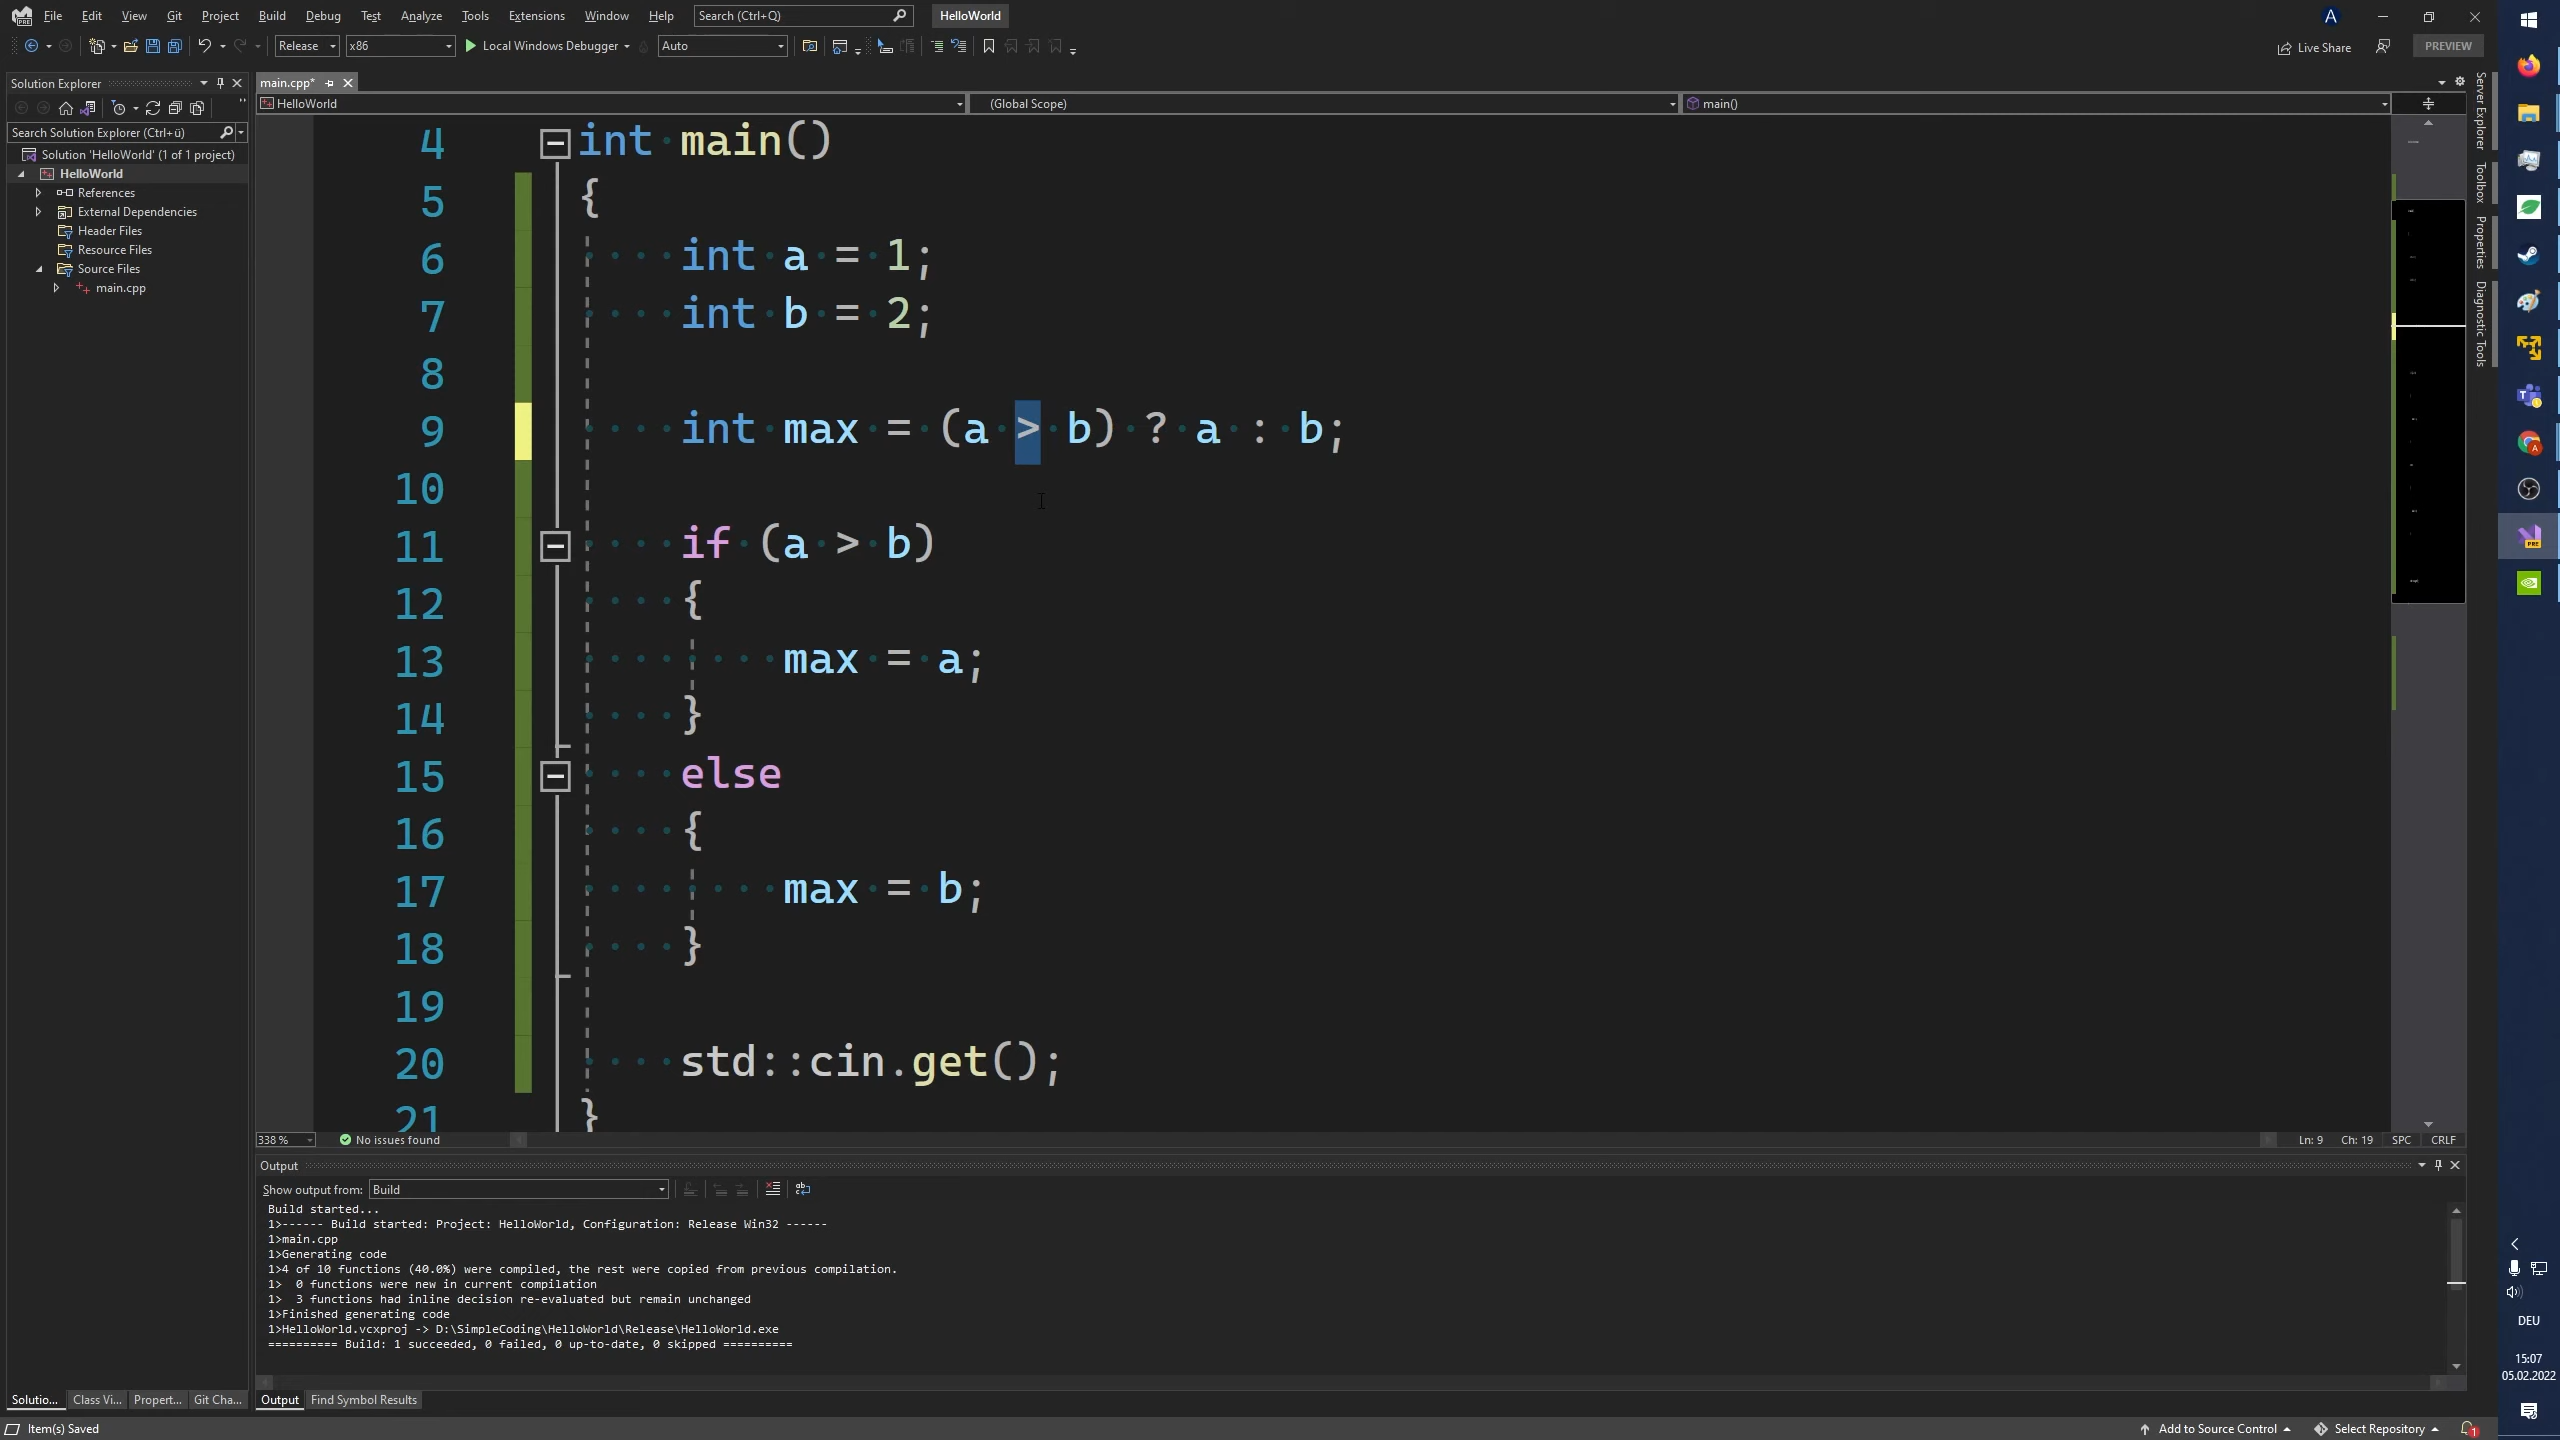 File Edit View Git Project Build Debug Test Analyze Tools Extensions Window Help Search (Ctrl+Q) HelloWorld A
Release x86 Local Windows Debugger Auto Live Share PREVIEW
Solution Explorer
Search Solution Explorer (Ctrl+ü)
Solution 'HelloWorld' (1 of 1 project)
HelloWorld
References
External Dependencies
Header Files
Resource Files
Source Files
main.cpp
main.cpp*
HelloWorld (Global Scope) main()
4 int main()
5 {
6 int a = 1;
7 int b = 2;
8
9 int max = (a > b) ? a : b;
10
11 if (a > b)
12 {
13 max = a;
14 }
15 else
16 {
17 max = b;
18 }
19
20 std::cin.get();
21 }
338 % No issues found Ln: 9 Ch: 19 SPC CRLF
Output
Show output from: Build
Build started...
1>------ Build started: Project: HelloWorld, Configuration: Release Win32 ------
1>main.cpp
1>Generating code
1>4 of 10 functions (40.0%) were compiled, the rest were copied from previous compilation.
1>  0 functions were new in current compilation
1>  3 functions had inline decision re-evaluated but remain unchanged
1>Finished generating code
1>HelloWorld.vcxproj -> D:\SimpleCoding\HelloWorld\Release\HelloWorld.exe
========== Build: 1 succeeded, 0 failed, 0 up-to-date, 0 skipped ==========
Solutio... Class Vi... Propert... Git Cha... Output Find Symbol Results
Item(s) Saved Add to Source Control Select Repository 1
Server Explorer
Toolbox
Properties
Diagnostic Tools
DEU
15:07
05.02.2022